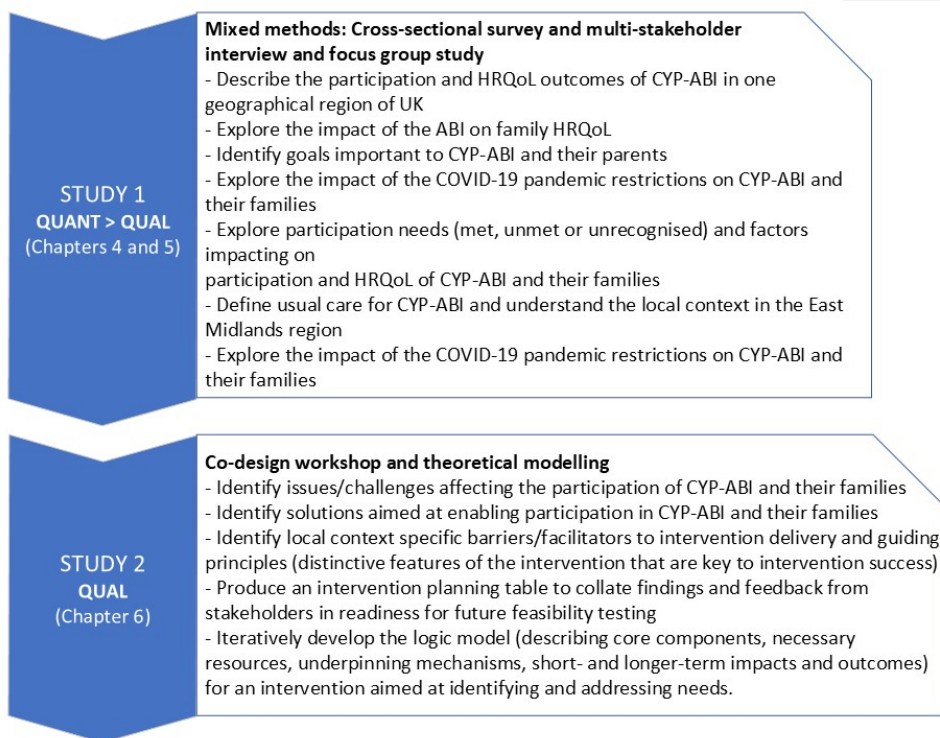 STUDY 1
QUANT > QUAL
(Chapters 4 and 5)
Mixed methods: Cross-sectional survey and multi-stakeholder
interview and focus group study
- Describe the participation and HRQoL outcomes of CYP-ABI in one
geographical region of UK
- Explore the impact of the ABI on family HRQoL
- Identify goals important to CYP-ABI and their parents
- Explore the impact of the COVID-19 pandemic restrictions on CYP-ABI and
their families
- Explore participation needs (met, unmet or unrecognised) and factors
impacting on
participation and HRQoL of CYP-ABI and their families
- Define usual care for CYP-ABI and understand the local context in the East
Midlands region
- Explore the impact of the COVID-19 pandemic restrictions on CYP-ABI and
their families
STUDY 2
QUAL
(Chapter 6)
Co-design workshop and theoretical modelling
- Identify issues/challenges affecting the participation of CYP-ABI and their families
- Identify solutions aimed at enabling participation in CYP-ABI and their families
- Identify local context specific barriers/facilitators to intervention delivery and guiding
principles (distinctive features of the intervention that are key to intervention success)
- Produce an intervention planning table to collate findings and feedback from
stakeholders in readiness for future feasibility testing
- Iteratively develop the logic model (describing core components, necessary
resources, underpinning mechanisms, short- and longer-term impacts and outcomes)
for an intervention aimed at identifying and addressing needs.